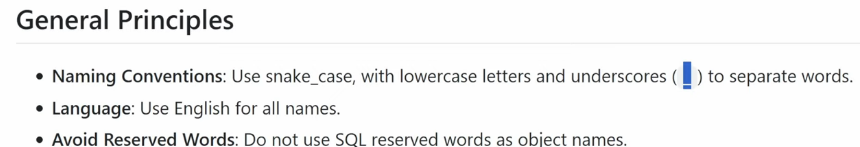 General Principles
• Naming Conventions: Use snake_case, with lowercase letters and underscores ( _ ) to separate words.
• Language: Use English for all names.
• Avoid Reserved Words: Do not use SQL reserved words as object names.